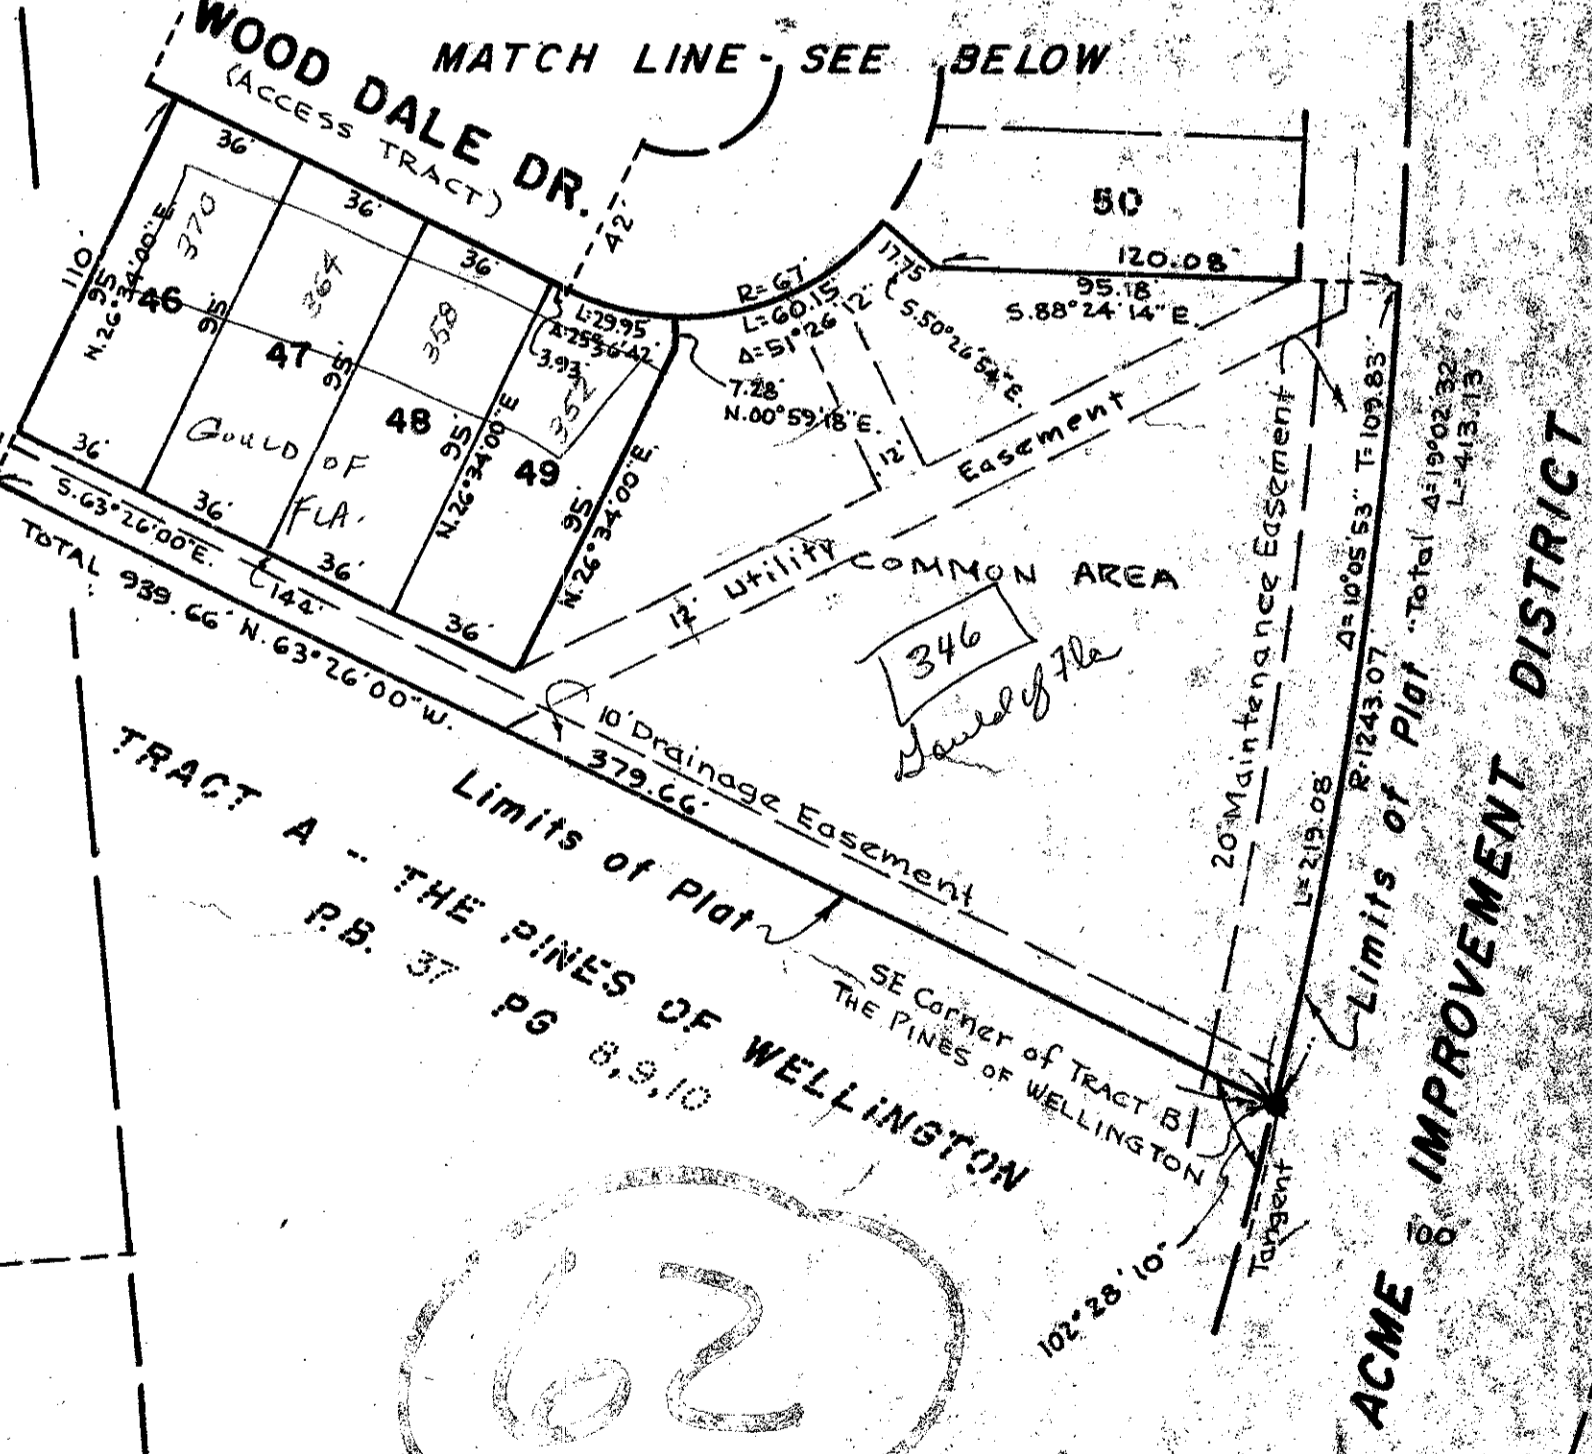 WOOD DALE DR.
(ACCESS TRACT)
MATCH LINE - SEE BELOW
36'
36'
36'
42'
110'
95'
N.26°34'00"E.
370
46
95'
364
47
95'
358
48
95'
N.26°34'00"E
352
49
95'
N.26°34'00"E.
L=29.95
Δ=25°36'42"
3.93'
R=67'
L=60.15'
Δ=51°26'12"
7.28'
N.00°59'18"E.
17.75'
S.50°26'54"E.
50
120.08'
95.18'
S.88°24'14"E.
GOULD OF
FLA.
36'
36'
36'
36'
S.63°26'00"E.
144'
TOTAL 939.66' N.63°26'00"W.
12'
12' Utility Easement
COMMON AREA
346
Gould of Fla
20' Maintenance Easement
Δ=10°05'53" T=109.83'
L=219.08' R=1243.07'
Limits of Plat
Total Δ=19°02'32"
L=413.13'
10' Drainage Easement
379.66'
Limits of Plat
TRACT A - THE PINES OF WELLINGTON
P.B. 37 PG 8,9,10
SE Corner of TRACT B
THE PINES OF WELLINGTON
Tangent
102°28'10"
ACME IMPROVEMENT DISTRICT
100
62